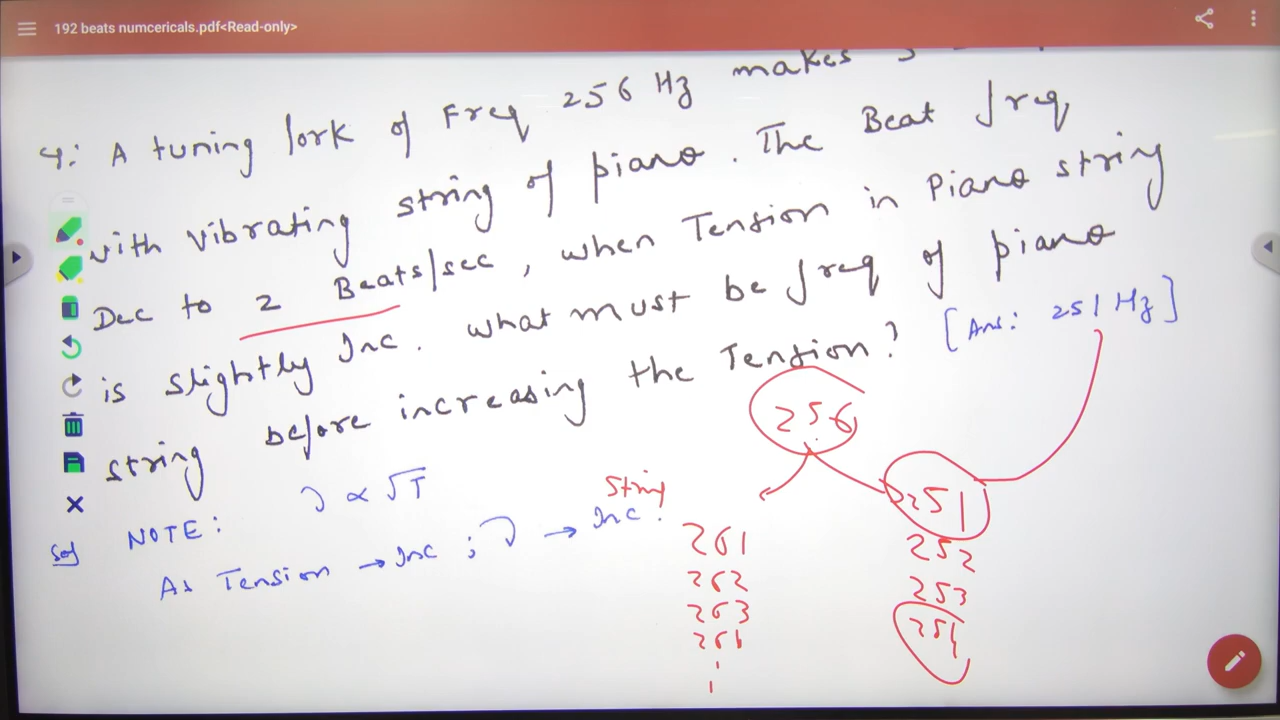 192 beats numcericals.pdf<Read-only>
4: A tuning fork of Freq 256 Hz makes 5
with vibrating string of piano. The Beat freq
Dec to 2 Beats/sec, when Tension in Piano string
is slightly Inc. what must be freq of piano
string before increasing the Tension? [Ans: 251 Hz]
256
Sol NOTE: ν ∝ √T
String
As Tension → Inc ; ν → Inc.
261 251
262 252
263 253
266 254